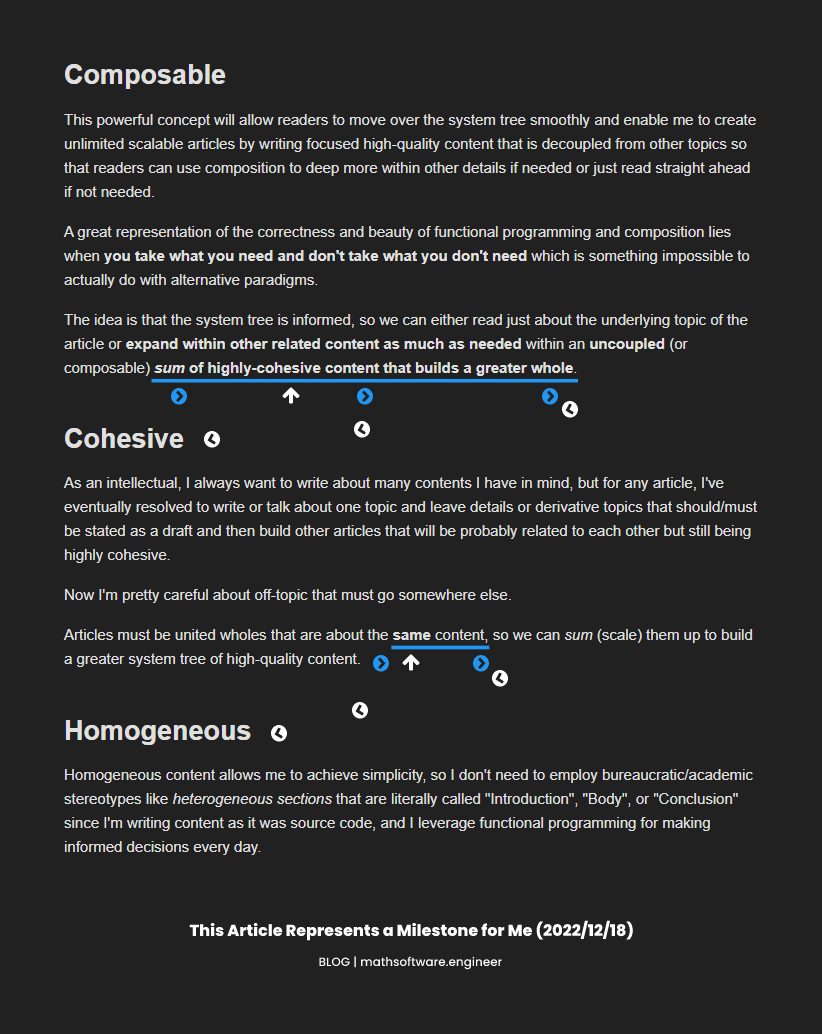 Composable
This powerful concept will allow readers to move over the system tree smoothly and enable me to create
unlimited scalable articles by writing focused high-quality content that is decoupled from other topics so
that readers can use composition to deep more within other details if needed or just read straight ahead
if not needed.
A great representation of the correctness and beauty of functional programming and composition lies
when you take what you need and don't take what you don't need which is something impossible to
actually do with alternative paradigms.
The idea is that the system tree is informed, so we can either read just about the underlying topic of the
article or expand within other related content as much as needed within an uncoupled (or
composable) sum of highly-cohesive content that builds a greater whole.
Cohesive
As an intellectual, I always want to write about many contents I have in mind, but for any article, I've
eventually resolved to write or talk about one topic and leave details or derivative topics that should/must
be stated as a draft and then build other articles that will be probably related to each other but still being
highly cohesive.
Now I'm pretty careful about off-topic that must go somewhere else.
Articles must be united wholes that are about the same content, so we can sum (scale) them up to build
a greater system tree of high-quality content.
Homogeneous
Homogeneous content allows me to achieve simplicity, so I don't need to employ bureaucratic/academic
stereotypes like heterogeneous sections that are literally called "Introduction", "Body", or "Conclusion"
since I'm writing content as it was source code, and I leverage functional programming for making
informed decisions every day.
This Article Represents a Milestone for Me (2022/12/18)
BLOG | mathsoftware.engineer